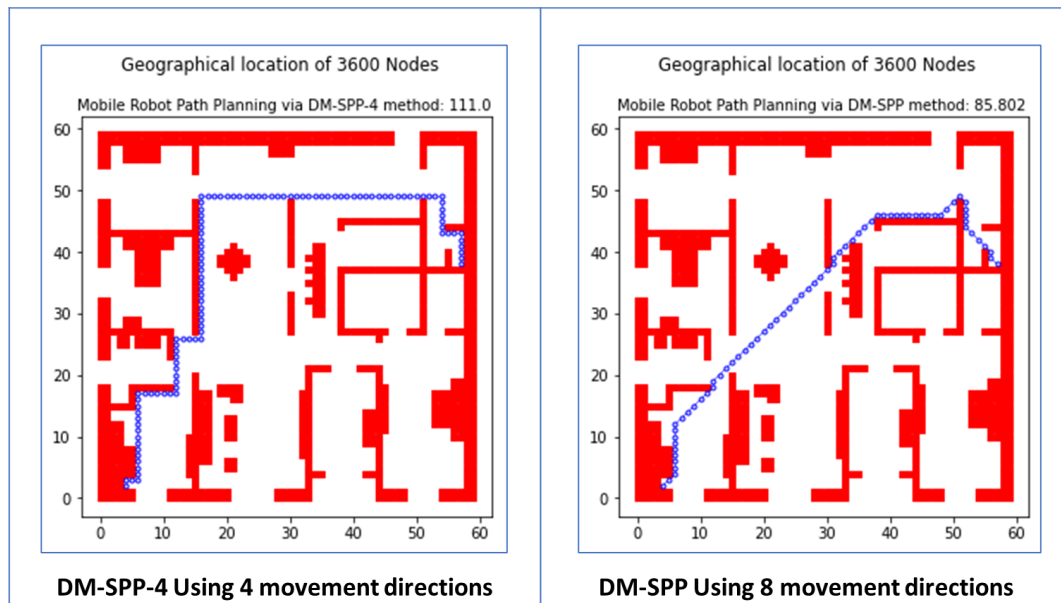 Geographical location of 3600 Nodes
Mobile Robot Path Planning via DM-SPP-4 method: 111.0
60
50
40
30
20
10
0
0 10 20 30 40 50 60
DM-SPP-4 Using 4 movement directions
Geographical location of 3600 Nodes
Mobile Robot Path Planning via DM-SPP method: 85.802
60
50
40
30
20
10
0
0 10 20 30 40 50 60
DM-SPP Using 8 movement directions